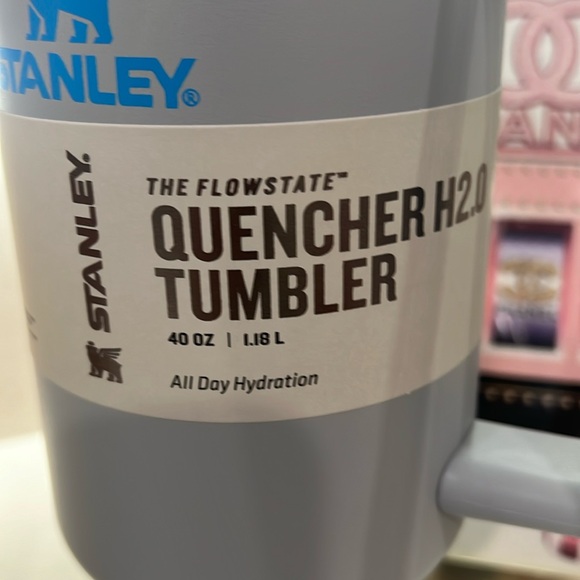 STANLEY®
STANLEY.
THE FLOWSTATE™
QUENCHER H2.0
TUMBLER
40 OZ | 1.18 L
All Day Hydration